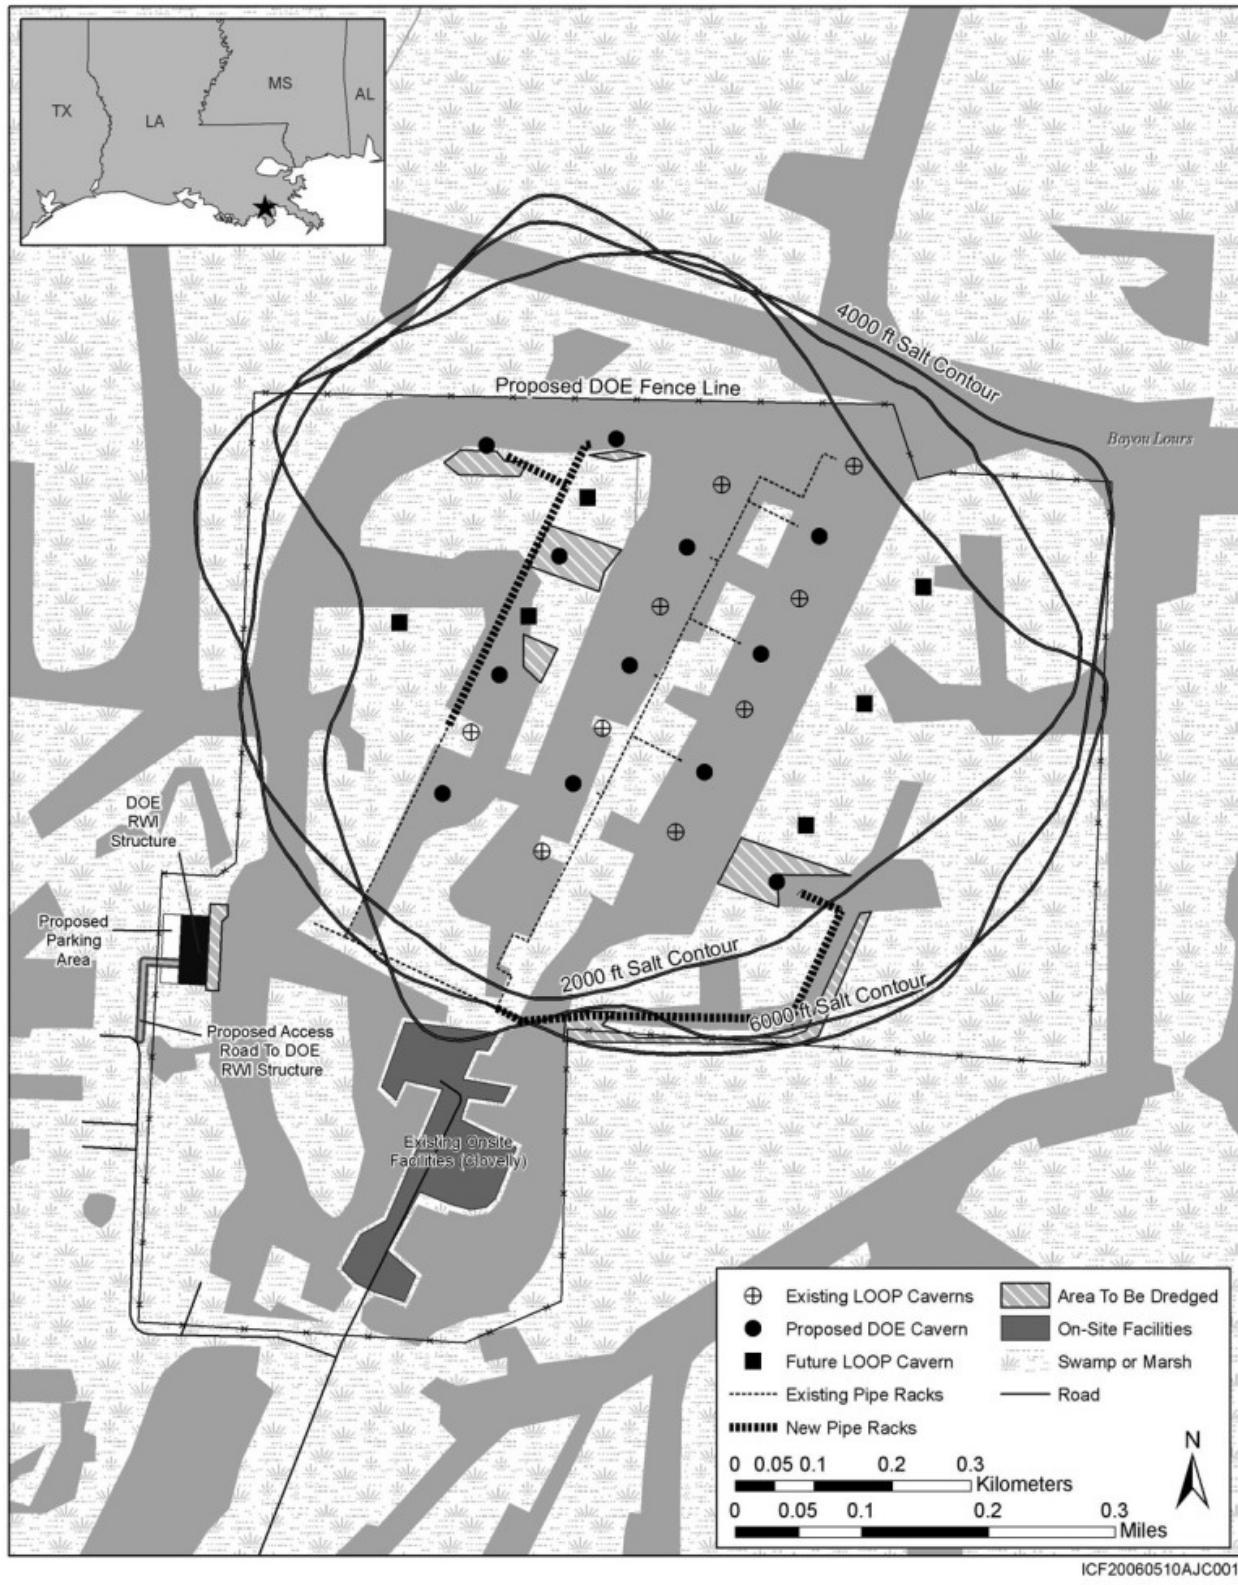 TX
LA
MS
AL
4000 ft Salt Contour
Proposed DOE Fence Line
Bayou Lours
DOE
RWI
Structure
Proposed
Parking
Area
2000 ft Salt Contour
6000 ft Salt Contour
Proposed Access
Road To DOE
RWI Structure
Existing Onsite
Facilities (Clovelly)
Existing LOOP Caverns
Proposed DOE Cavern
Future LOOP Cavern
Existing Pipe Racks
New Pipe Racks
Area To Be Dredged
On-Site Facilities
Swamp or Marsh
Road
N
0 0.05 0.1 0.2 0.3
Kilometers
0 0.05 0.1 0.2 0.3
Miles
ICF20060510AJC001